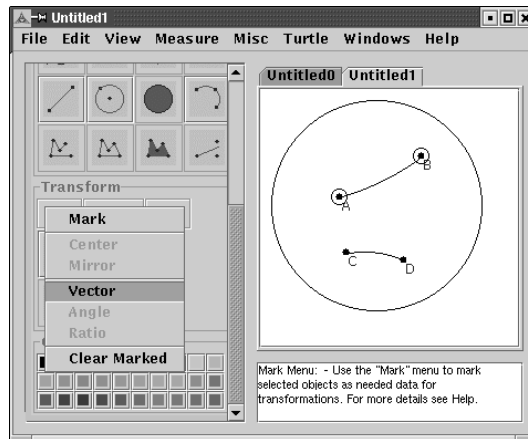 Untitled1
File Edit View Measure Misc Turtle Windows Help
Untitled0 Untitled1
Transform
Mark
Center
Mirror
Vector
Angle
Ratio
Clear Marked
A
B
C
D
Mark Menu: - Use the "Mark" menu to mark
selected objects as needed data for
transformations. For more details see Help.